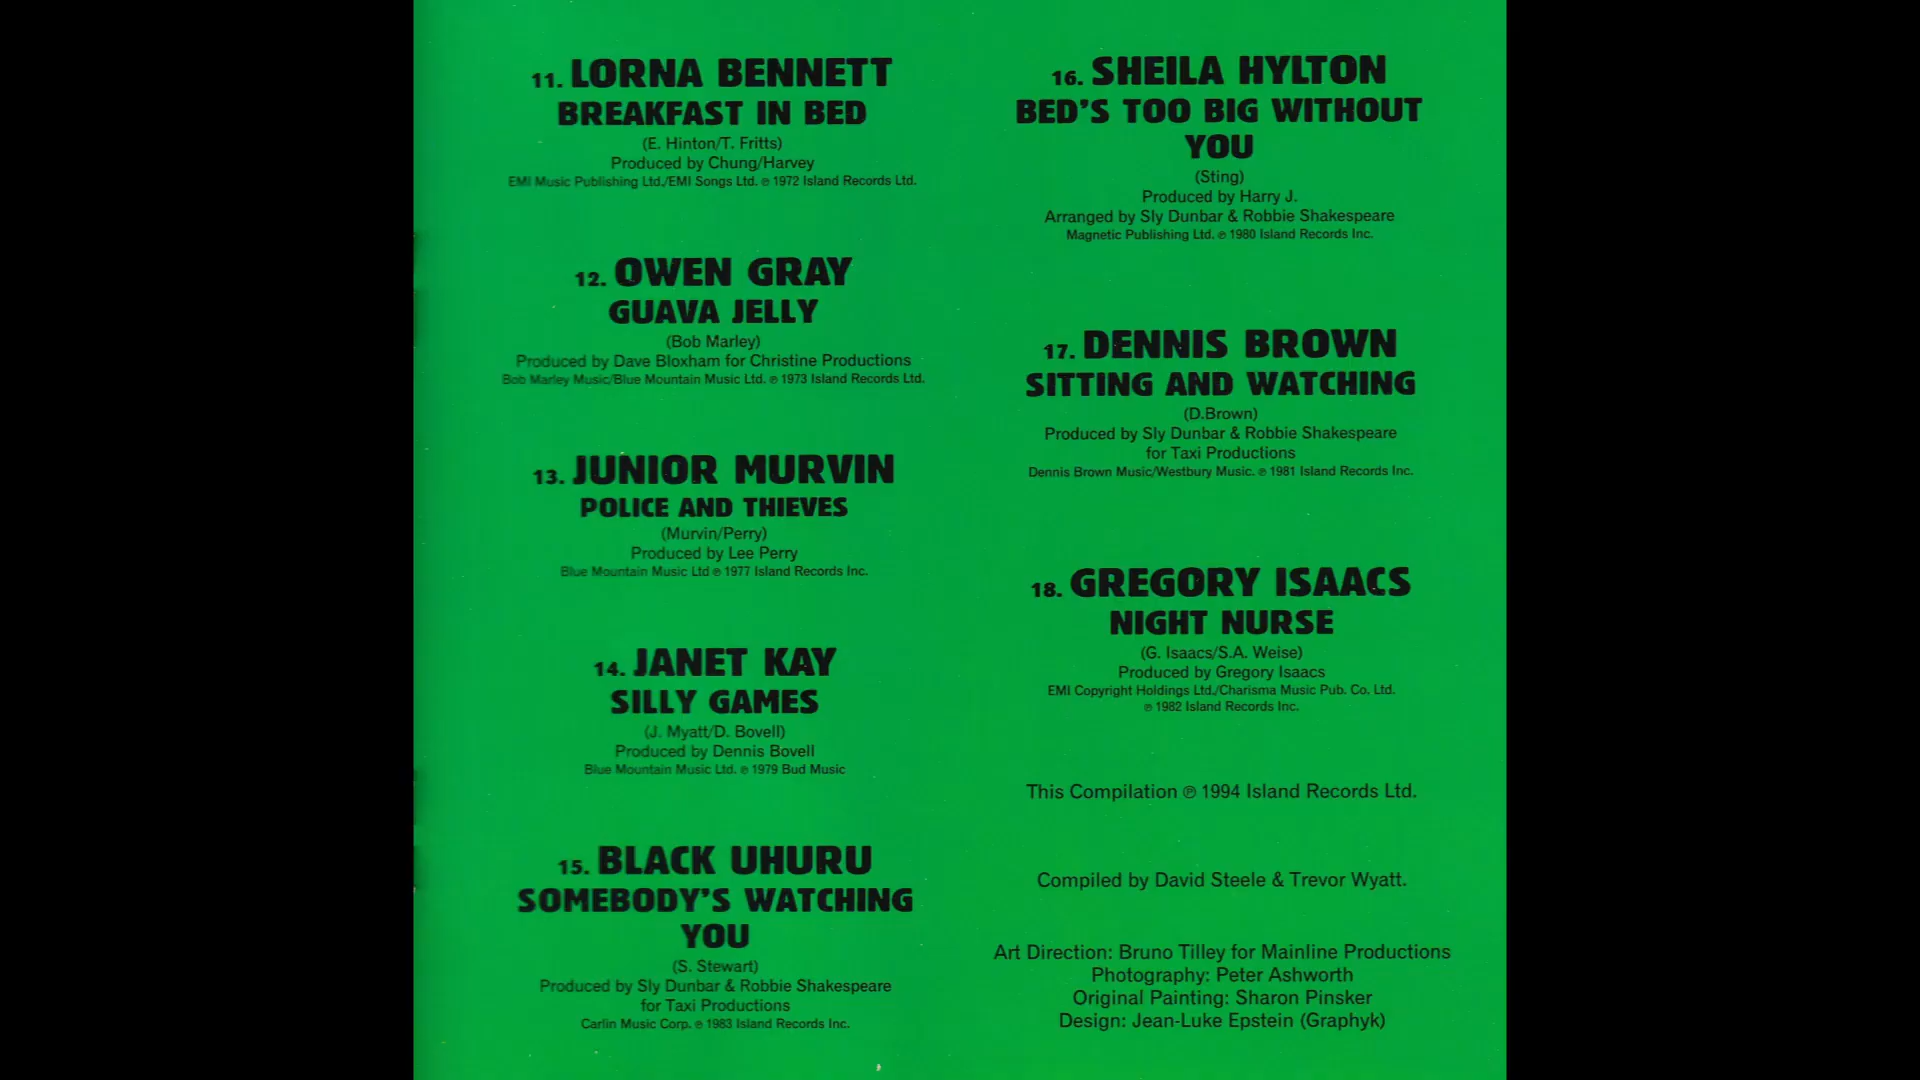 11. LORNA BENNETT
BREAKFAST IN BED
(E. Hinton/T. Fritts)
Produced by Chung/Harvey
EMI Music Publishing Ltd./EMI Songs Ltd. ℗ 1972 Island Records Ltd.
12. OWEN GRAY
GUAVA JELLY
(Bob Marley)
Produced by Dave Bloxham for Christine Productions
Bob Marley Music/Blue Mountain Music Ltd. ℗ 1973 Island Records Ltd.
13. JUNIOR MURVIN
POLICE AND THIEVES
(Murvin/Perry)
Produced by Lee Perry
Blue Mountain Music Ltd ℗ 1977 Island Records Inc.
14. JANET KAY
SILLY GAMES
(J. Myatt/D. Bovell)
Produced by Dennis Bovell
Blue Mountain Music Ltd. ℗ 1979 Bud Music
15. BLACK UHURU
SOMEBODY'S WATCHING
YOU
(S. Stewart)
Produced by Sly Dunbar & Robbie Shakespeare
for Taxi Productions
Carlin Music Corp. ℗ 1983 Island Records Inc.
16. SHEILA HYLTON
BED'S TOO BIG WITHOUT
YOU
(Sting)
Produced by Harry J.
Arranged by Sly Dunbar & Robbie Shakespeare
Magnetic Publishing Ltd. ℗ 1980 Island Records Inc.
17. DENNIS BROWN
SITTING AND WATCHING
(D.Brown)
Produced by Sly Dunbar & Robbie Shakespeare
for Taxi Productions
Dennis Brown Music/Westbury Music. ℗ 1981 Island Records Inc.
18. GREGORY ISAACS
NIGHT NURSE
(G. Isaacs/S.A. Weise)
Produced by Gregory Isaacs
EMI Copyright Holdings Ltd./Charisma Music Pub. Co. Ltd.
℗ 1982 Island Records Inc.
This Compilation ℗ 1994 Island Records Ltd.
Compiled by David Steele & Trevor Wyatt.
Art Direction: Bruno Tilley for Mainline Productions
Photography: Peter Ashworth
Original Painting: Sharon Pinsker
Design: Jean-Luke Epstein (Graphyk)